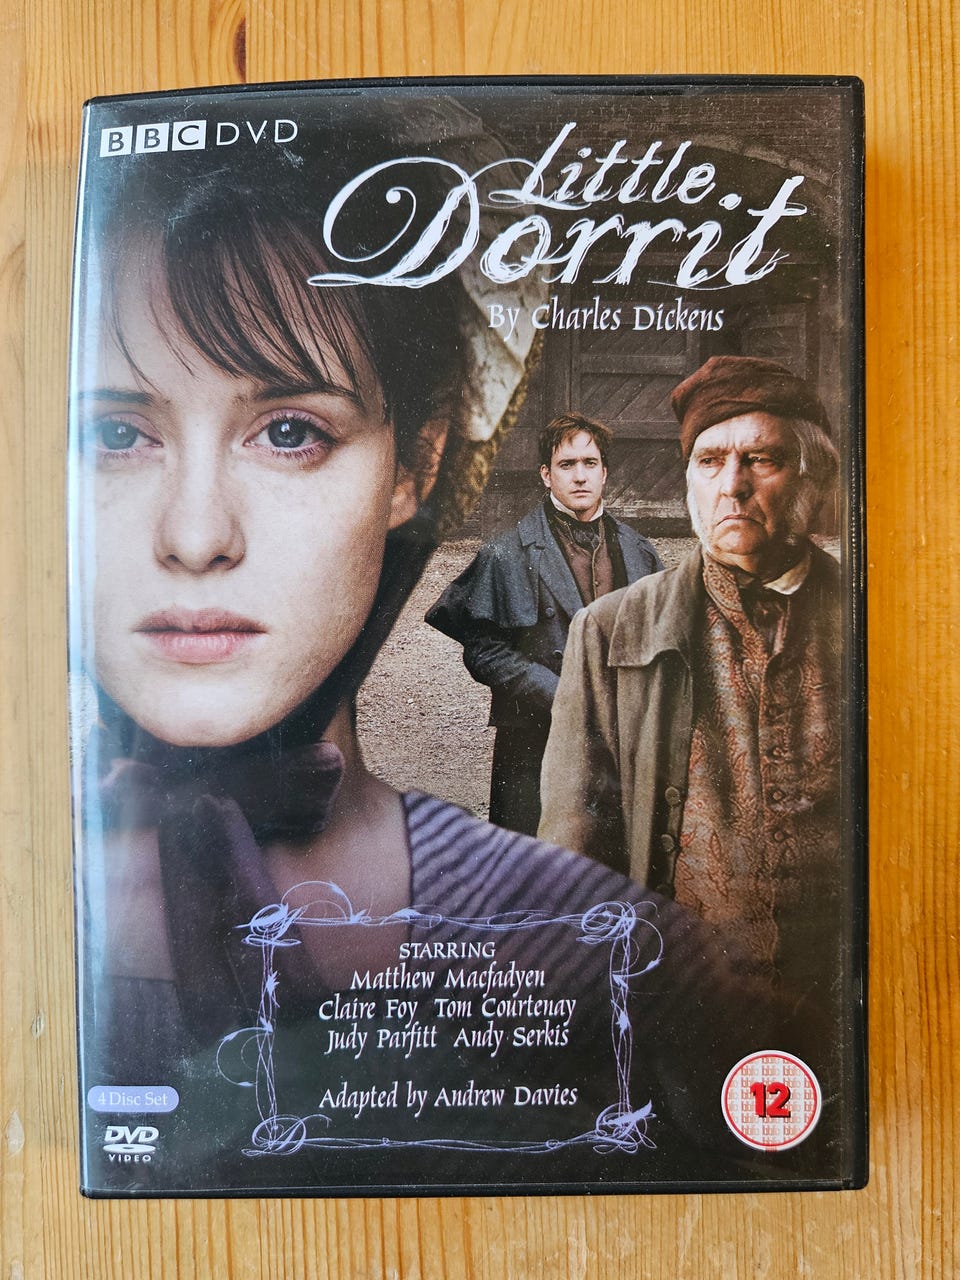 BBC DVD
Little
Dorrit
By Charles Dickens
STARRING
Matthew Macfadyen
Claire Foy Tom Courtenay
Judy Parfitt Andy Serkis
Adapted by Andrew Davies
4 Disc Set
DVD
VIDEO
12